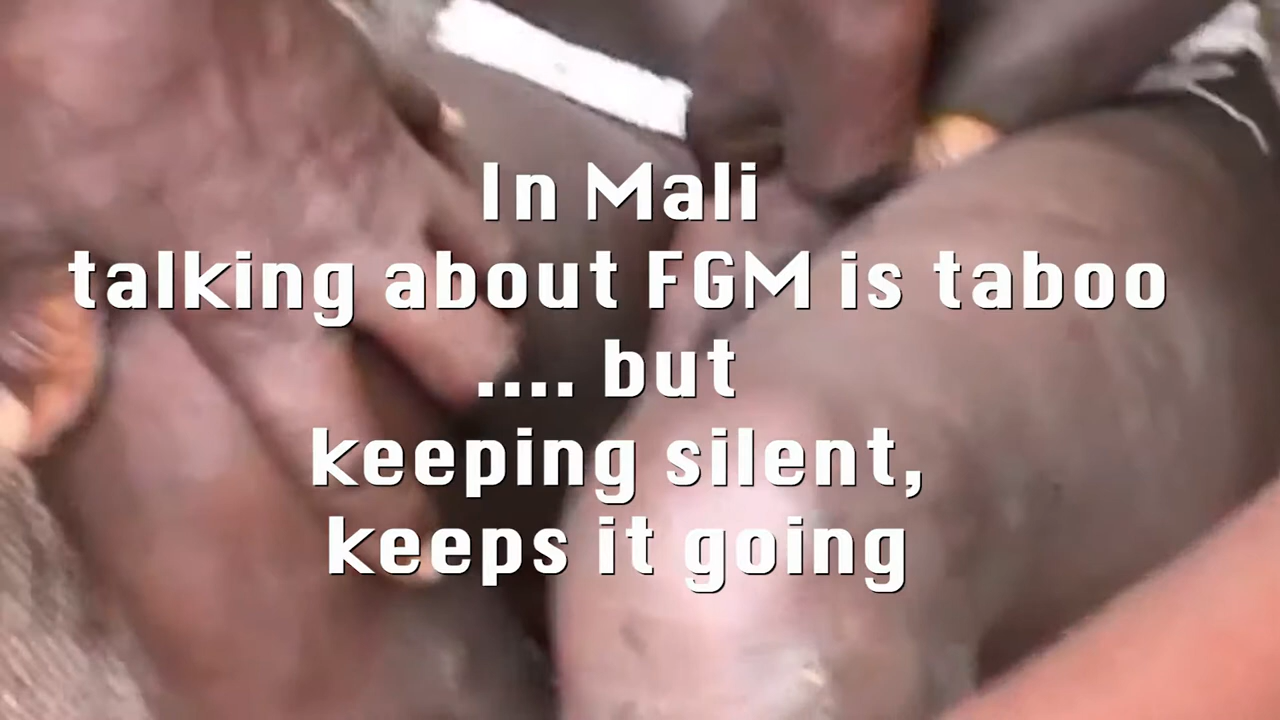 In Mali
talking about FGM is taboo
.... but
keeping silent,
keeps it going